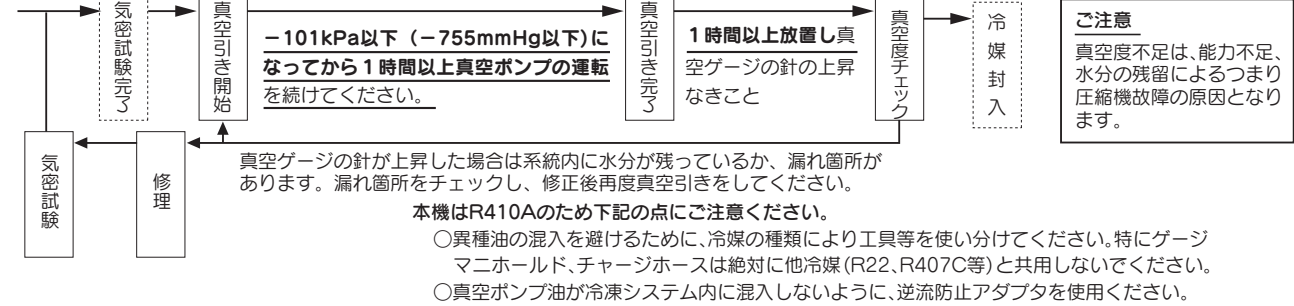 気密試験完了
真空引き開始
－101kPa以下（－755mmHg以下）に
なってから１時間以上真空ポンプの運転
を続けてください。
真空引き完了
１時間以上放置し真
空ゲージの針の上昇
なきこと
真空度チェック
冷媒封入
ご注意
真空度不足は、能力不足、
水分の残留によるつまり
圧縮機故障の原因となり
ます。
気密試験
修理
真空ゲージの針が上昇した場合は系統内に水分が残っているか、漏れ箇所が
あります。漏れ箇所をチェックし、修正後再度真空引きをしてください。
本機はR410Aのため下記の点にご注意ください。
○異種油の混入を避けるために、冷媒の種類により工具等を使い分けてください。特にゲージ
マニホールド、チャージホースは絶対に他冷媒（R22、R407C等）と共用しないでください。
○真空ポンプ油が冷凍システム内に混入しないように、逆流防止アダプタを使用ください。